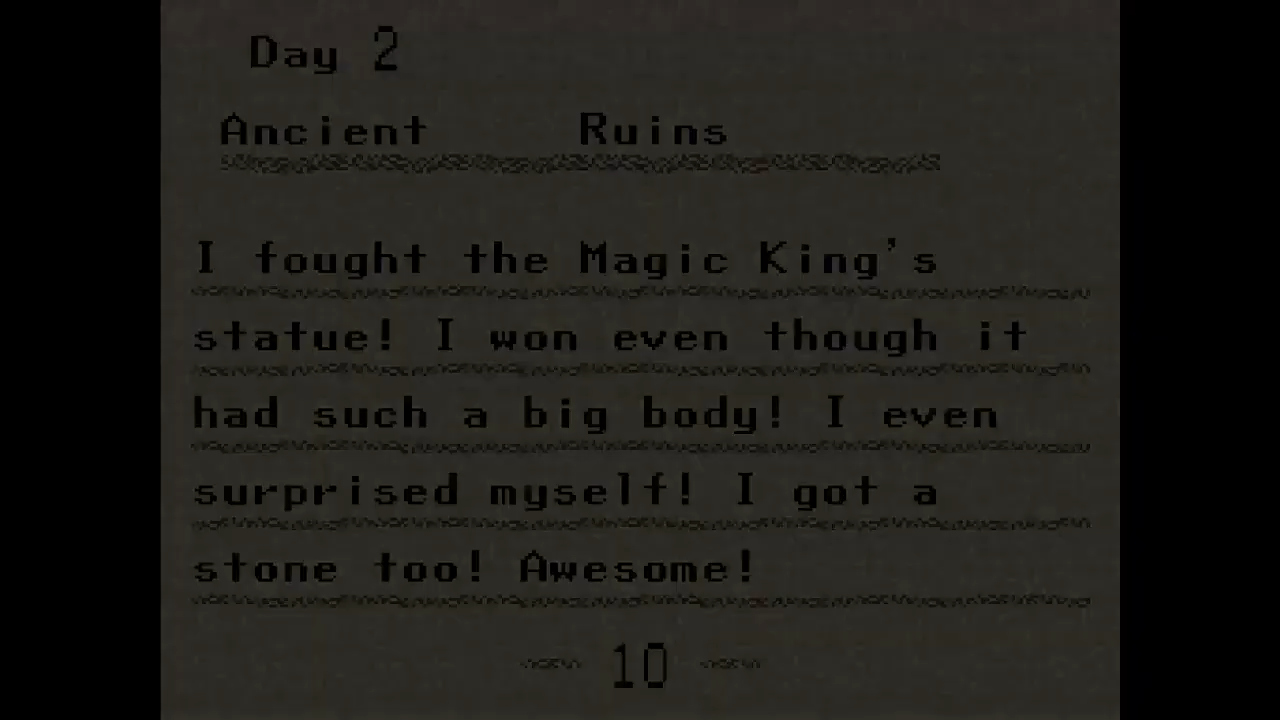 Day 2
Ancient Ruins
I fought the Magic King's
statue! I won even though it
had such a big body! I even
surprised myself! I got a
stone too! Awesome!
10